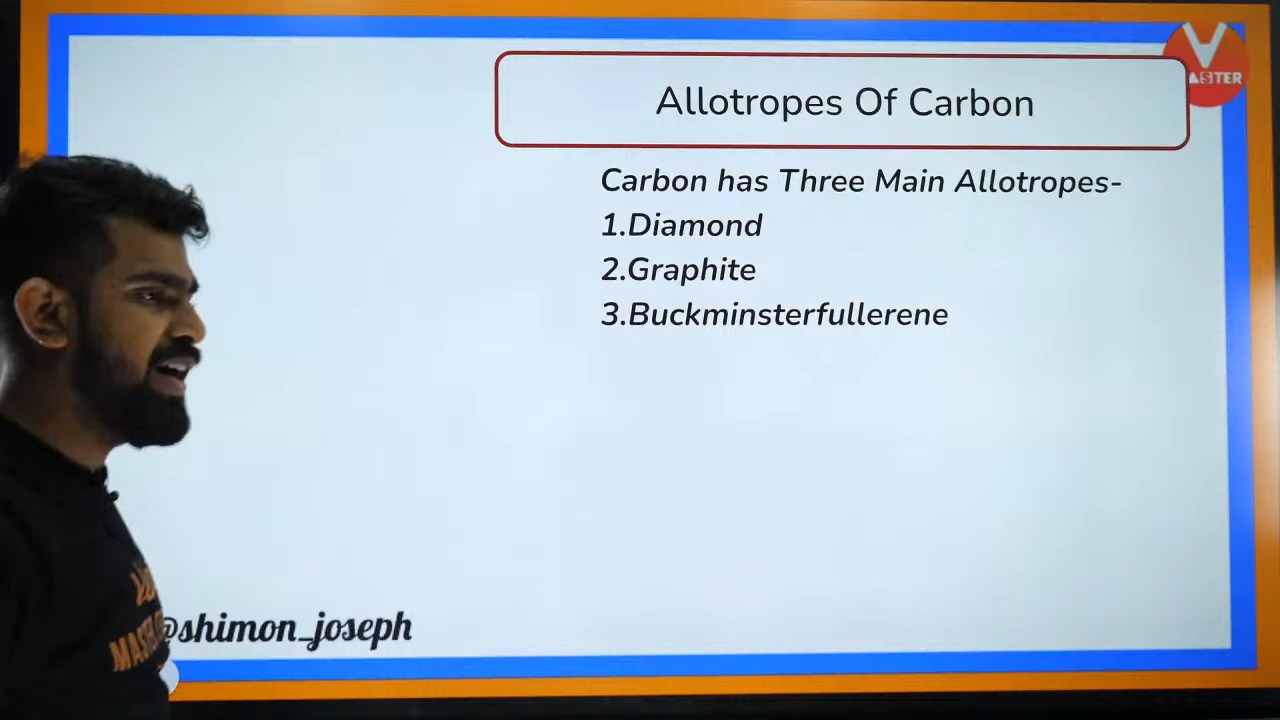 Allotropes Of Carbon
Carbon has Three Main Allotropes-
1.Diamond
2.Graphite
3.Buckminsterfullerene
@shimon_joseph